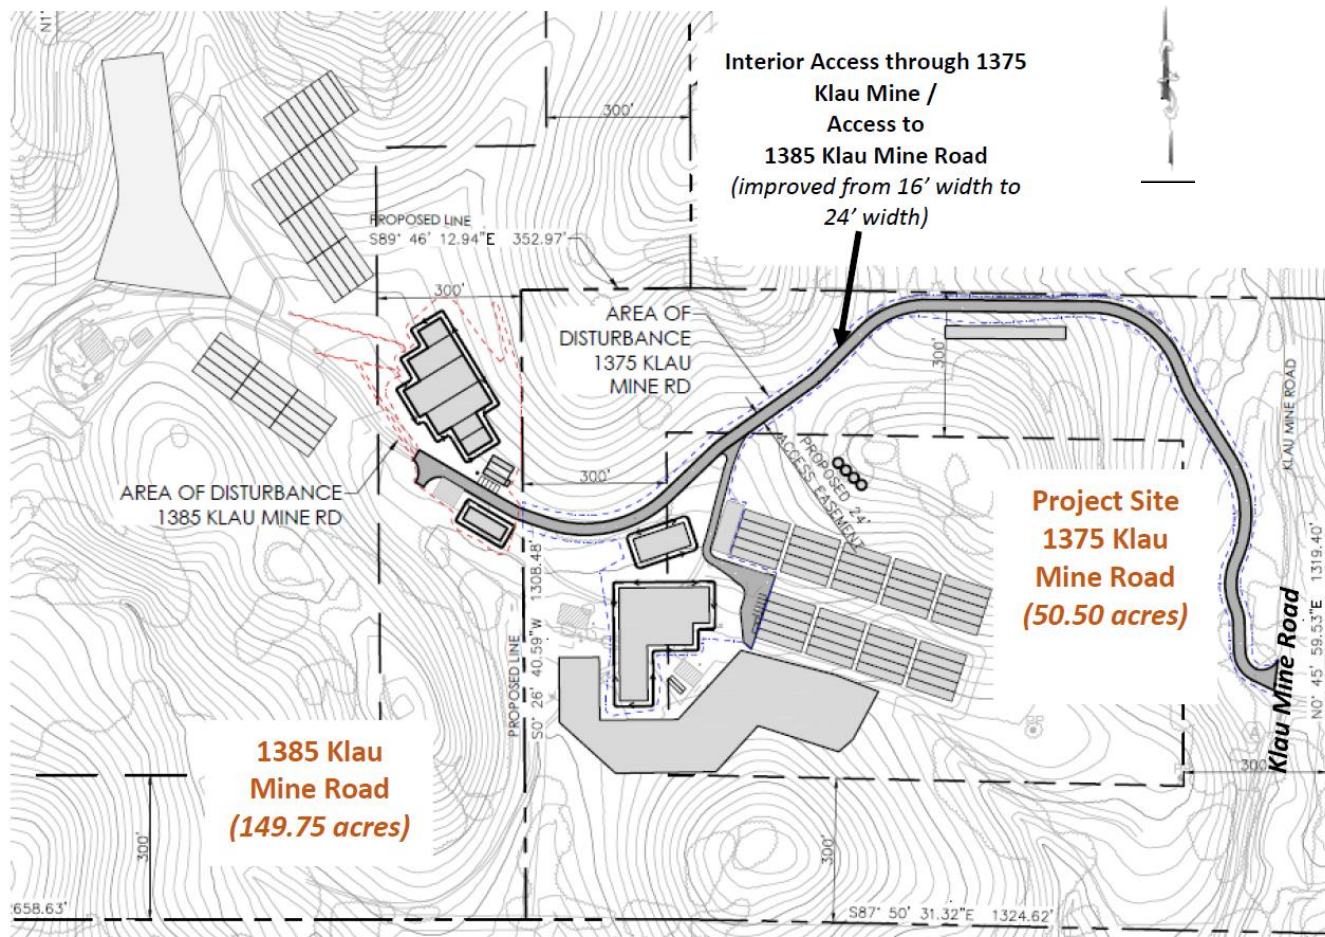 N1°
300'
Interior Access through 1375
Klau Mine /
Access to
1385 Klau Mine Road
(improved from 16' width to
24' width)
PROPOSED LINE
S89° 46' 12.94"E 352.97'
300'
AREA OF
DISTURBANCE
1375 KLAU
MINE RD
300'
KLAU MINE ROAD
PROPOSED 24'
ACCESS EASEMENT
300'
AREA OF DISTURBANCE
1385 KLAU MINE RD
Project Site
1375 Klau
Mine Road
(50.50 acres)
PROPOSED LINE
S0° 26' 40.59"W 1308.48'
Klau Mine Road
N0° 45' 59.53"E 1319.40'
1385 Klau
Mine Road
(149.75 acres)
300'
300'
300'
S87° 50' 31.32"E 1324.62'
2658.63'